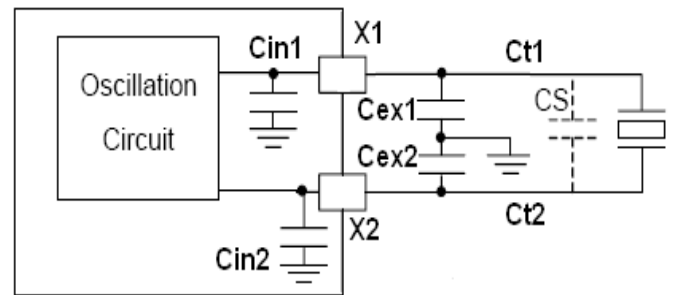 X1
Cin1
Ct1
Oscillation
Circuit
Cex1
CS
Cex2
X2
Ct2
Cin2